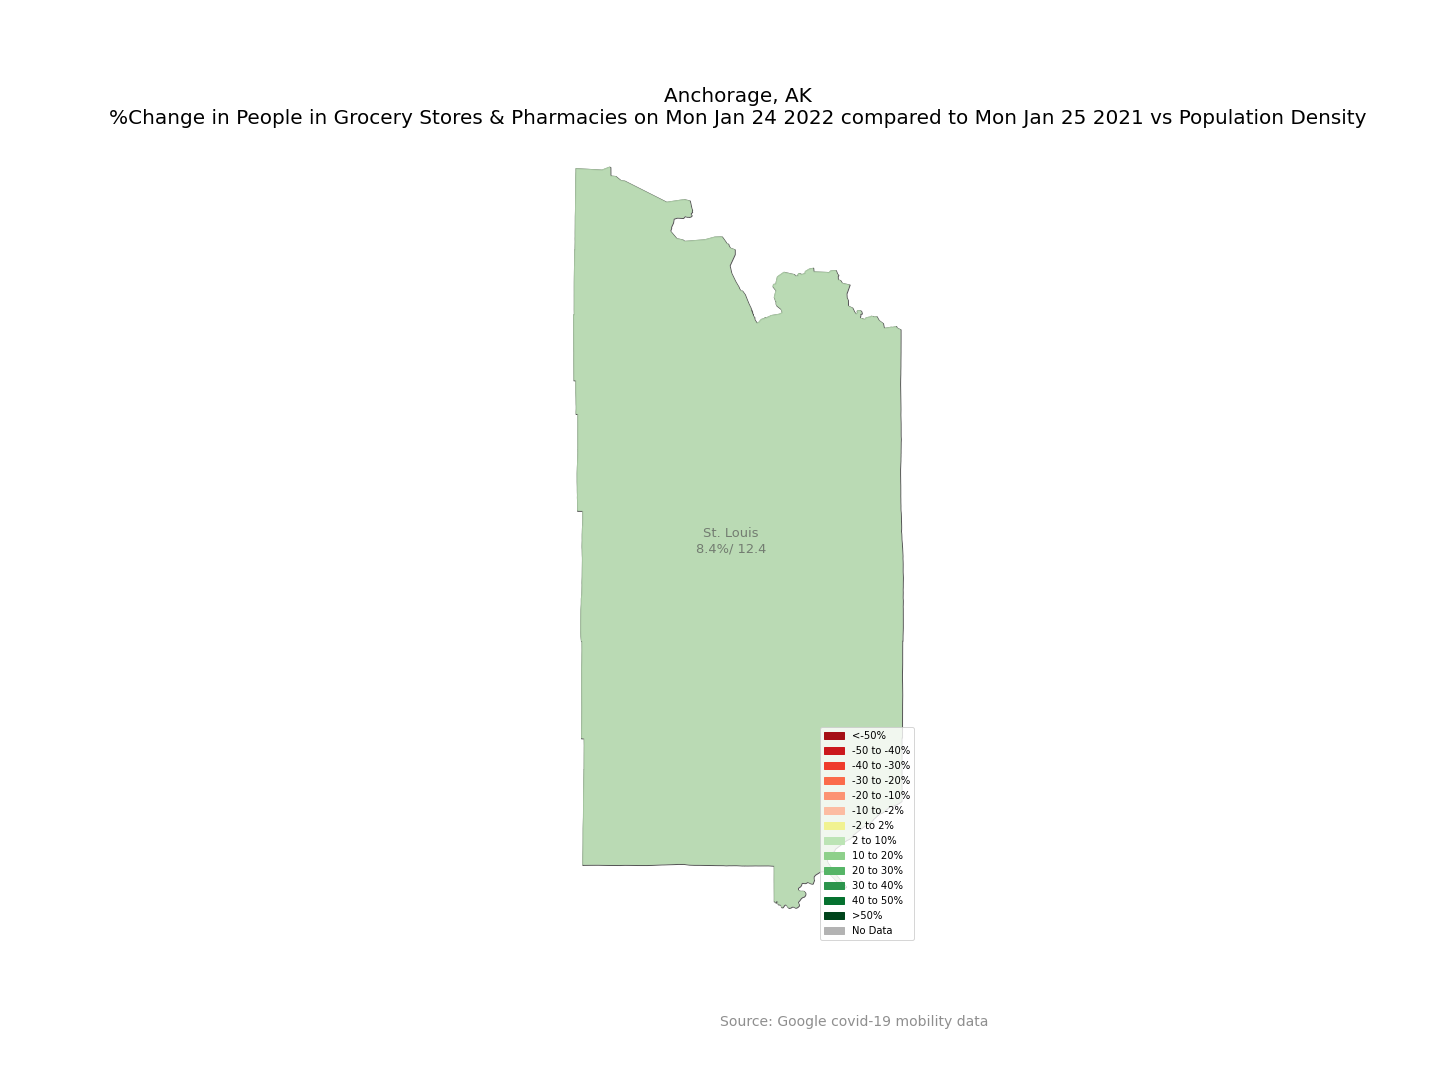 Anchorage, AK
%Change in People in Grocery Stores & Pharmacies on Mon Jan 24 2022 compared to Mon Jan 25 2021 vs Population Density
St. Louis
8.4%/ 12.4
<-50%
-50 to -40%
-40 to -30%
-30 to -20%
-20 to -10%
-10 to -2%
-2 to 2%
2 to 10%
10 to 20%
20 to 30%
30 to 40%
40 to 50%
>50%
No Data
Source: Google covid-19 mobility data